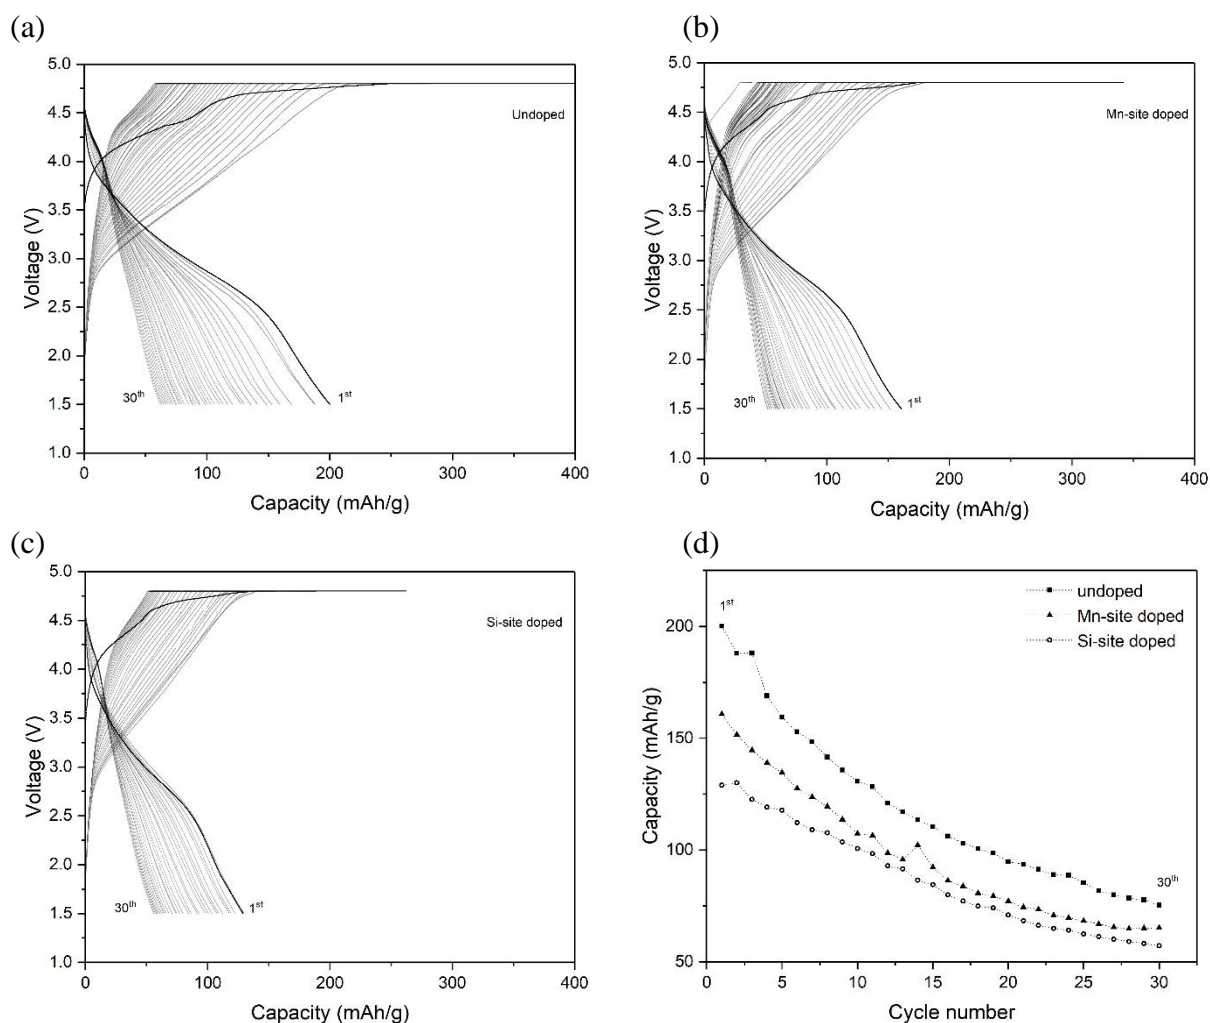 (a)
5.0
4.5
4.0
3.5
3.0
2.5
2.0
1.5
1.0
Voltage (V)
Undoped
30th
1st
0
100
200
300
400
Capacity (mAh/g)
(b)
5.0
4.5
4.0
3.5
3.0
2.5
2.0
1.5
1.0
Voltage (V)
Mn-site doped
30th
1st
0
100
200
300
400
Capacity (mAh/g)
(c)
5.0
4.5
4.0
3.5
3.0
2.5
2.0
1.5
1.0
Voltage (V)
Si-site doped
30th
1st
0
100
200
300
400
Capacity (mAh/g)
(d)
200
150
100
50
Capacity (mAh/g)
1st
undoped
Mn-site doped
Si-site doped
30th
0
5
10
15
20
25
30
Cycle number